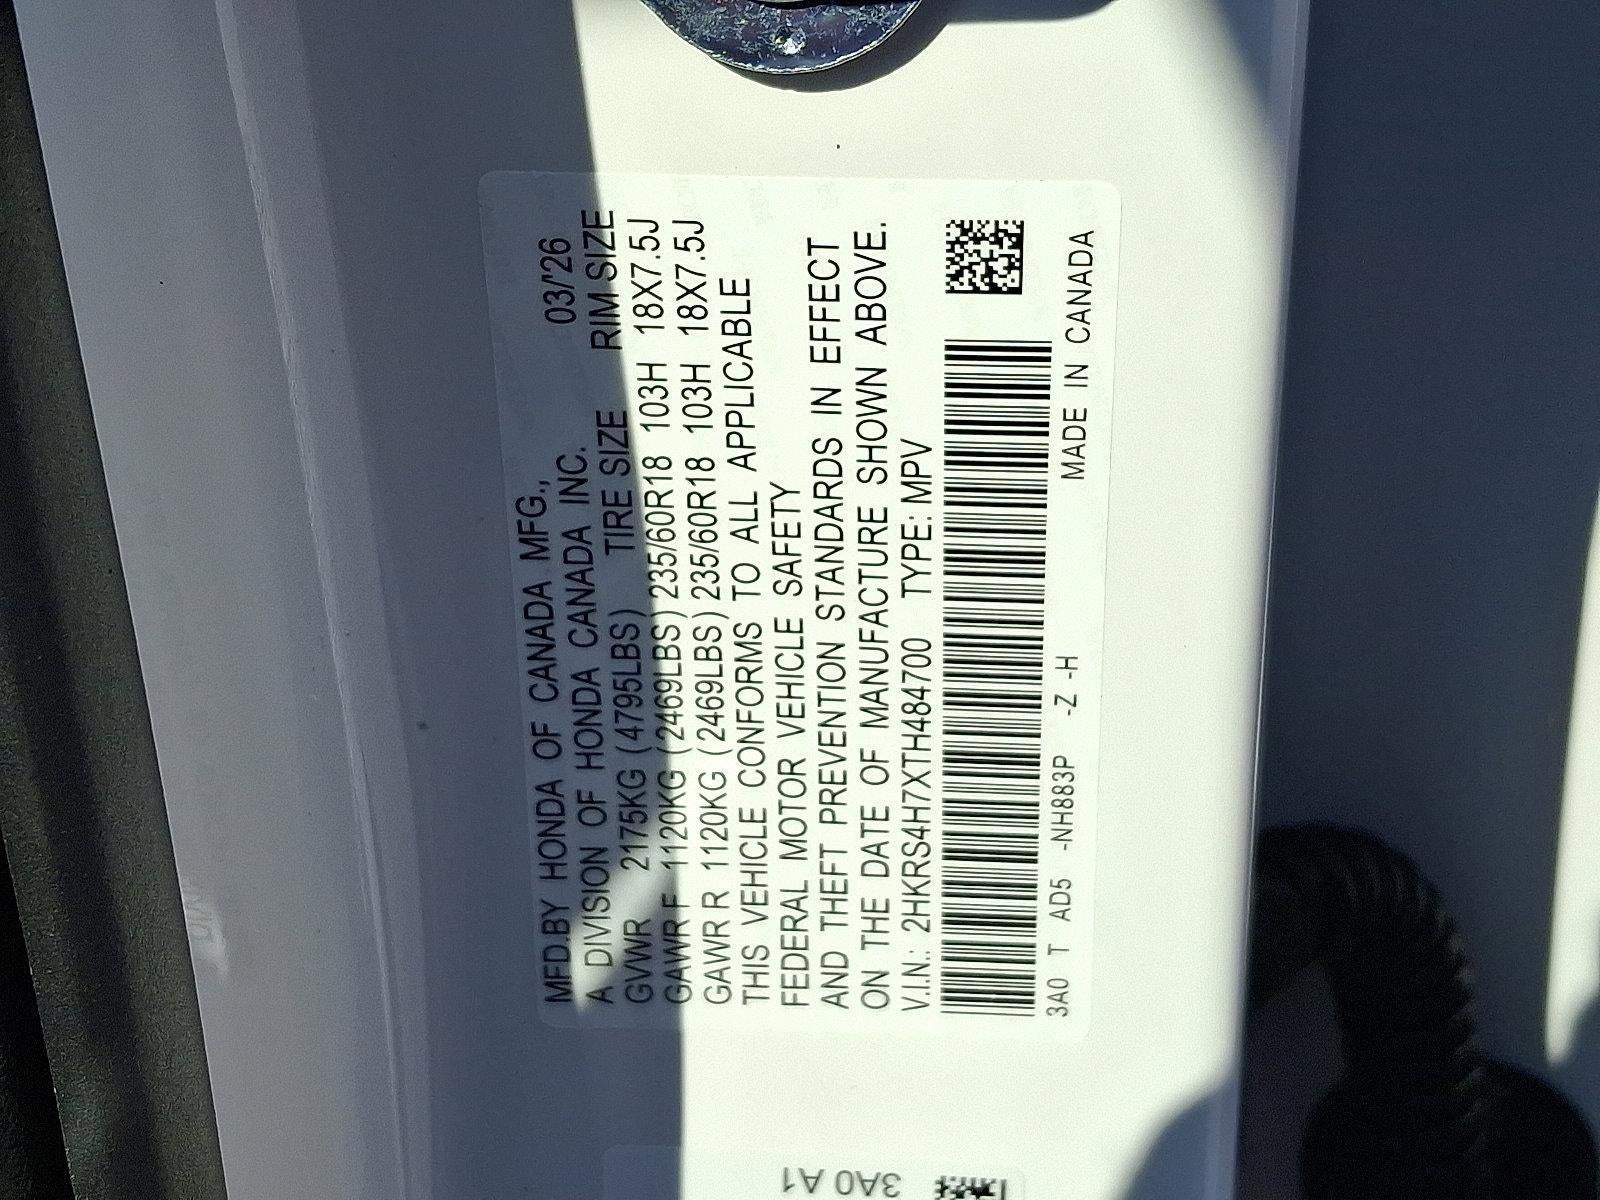 MFD.BY HONDA OF CANADA MFG.,
A DIVISION OF HONDA CANADA INC. 03/'26
GVWR 2175KG (4795LBS) TIRE SIZE RIM SIZE
GAWR F 1120KG (2469LBS) 235/60R18 103H 18X7.5J
GAWR R 1120KG (2469LBS) 235/60R18 103H 18X7.5J
THIS VEHICLE CONFORMS TO ALL APPLICABLE
FEDERAL MOTOR VEHICLE SAFETY
AND THEFT PREVENTION STANDARDS IN EFFECT
ON THE DATE OF MANUFACTURE SHOWN ABOVE.
V.I.N.: 2HKRS4H7XTH484700 TYPE: MPV
3A0 T AD5 -NH883P -Z -H MADE IN CANADA
3A0 A1